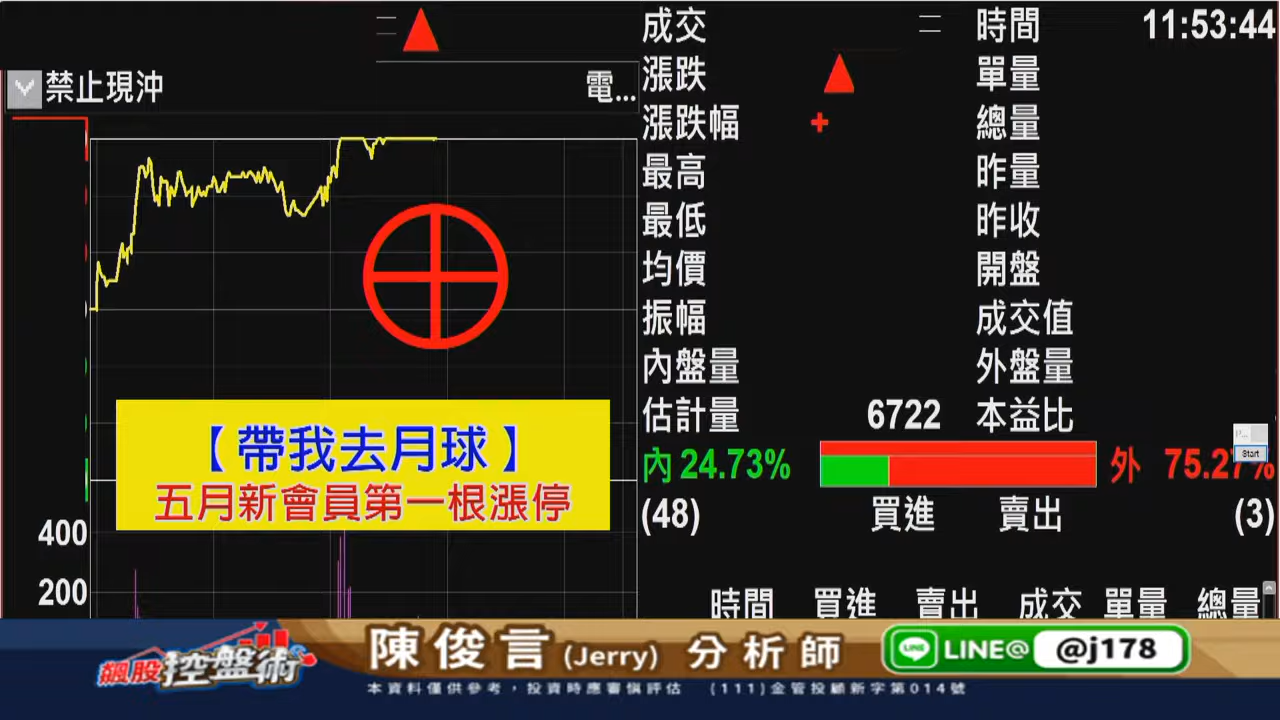 成交 二 時間 11:53:44
禁止現沖 電...
漲跌 單量
漲跌幅 + 總量
最高 昨量
最低 昨收
均價 開盤
振幅 成交值
內盤量 外盤量
估計量 6722 本益比
內 24.73% 外 75.27%
Start
(48) 買進 賣出 (3)
【帶我去月球】
五月新會員第一根漲停
400
200
時間 買進 賣出 成交 單量 總量
飆股控盤術
陳俊言 (Jerry) 分析師
LINE LINE@ @j178
本資料僅供參考，投資時應審慎評估 (111)金管投顧新字第014號